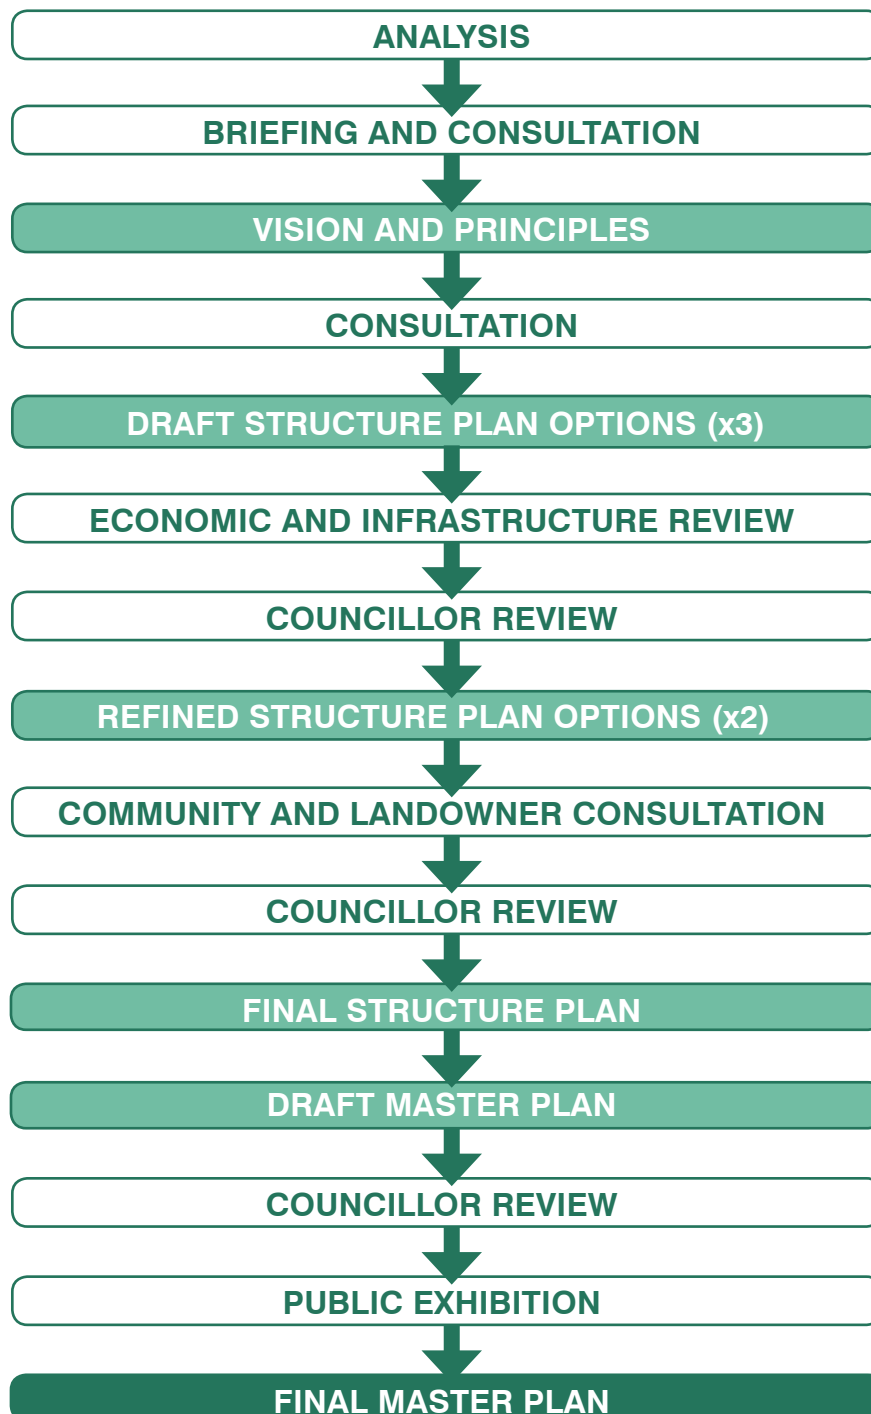 ANALYSIS
BRIEFING AND CONSULTATION
VISION AND PRINCIPLES
CONSULTATION
DRAFT STRUCTURE PLAN OPTIONS (x3)
ECONOMIC AND INFRASTRUCTURE REVIEW
COUNCILLOR REVIEW
REFINED STRUCTURE PLAN OPTIONS (x2)
COMMUNITY AND LANDOWNER CONSULTATION
COUNCILLOR REVIEW
FINAL STRUCTURE PLAN
DRAFT MASTER PLAN
COUNCILLOR REVIEW
PUBLIC EXHIBITION
FINAL MASTER PLAN